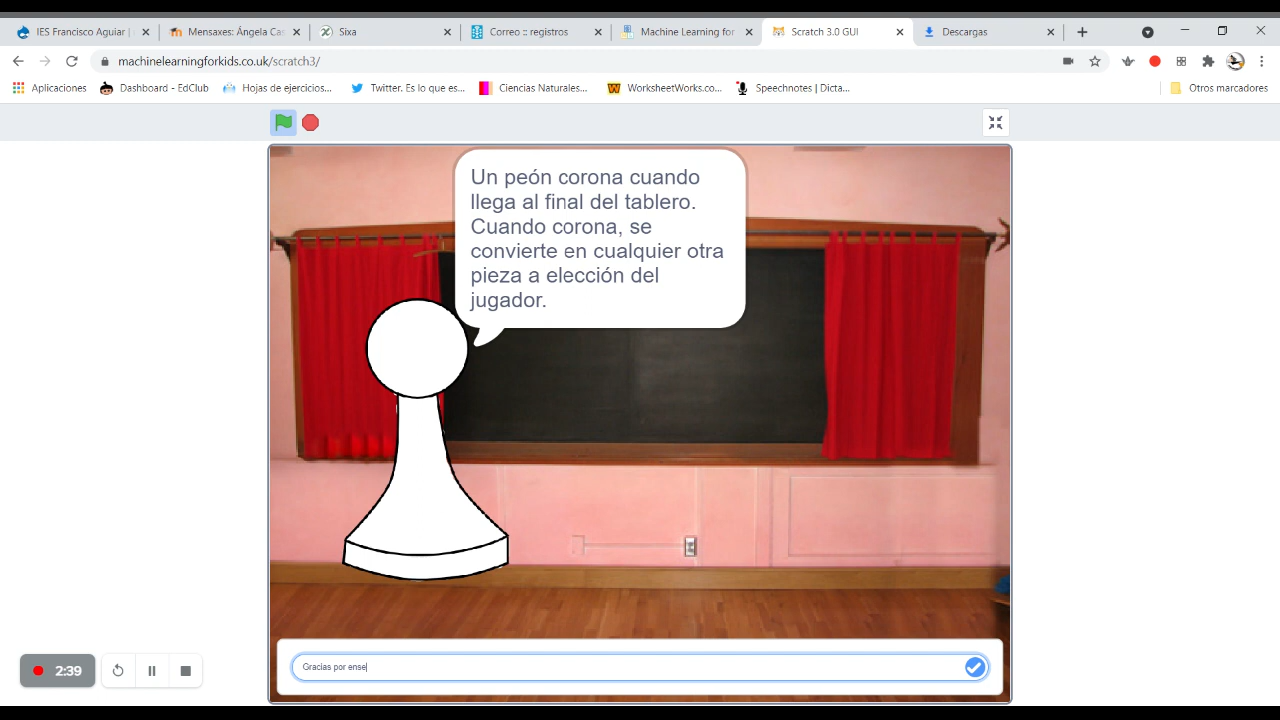 IES Francisco Aguiar |
Mensaxes: Ángela Ca
Sixa
Correo :: registros
Machine Learning for
Scratch 3.0 GUI
Descargas
machinelearningforkids.co.uk/scratch3/
Aplicaciones
Dashboard - EdClub
Hojas de ejercicios...
Twitter. Es lo que es...
Ciencias Naturales...
WorksheetWorks.co...
Speechnotes | Dicta...
Otros marcadores
Un peón corona cuando
llega al final del tablero.
Cuando corona, se
convierte en cualquier otra
pieza a elección del
jugador.
Gracias por ense
2:39